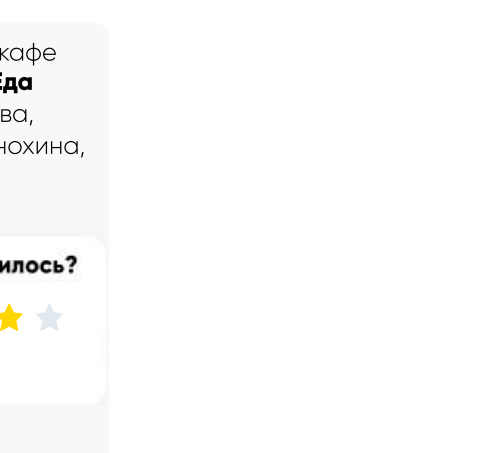 кафе
Еда
ва,
нохина,
илось?